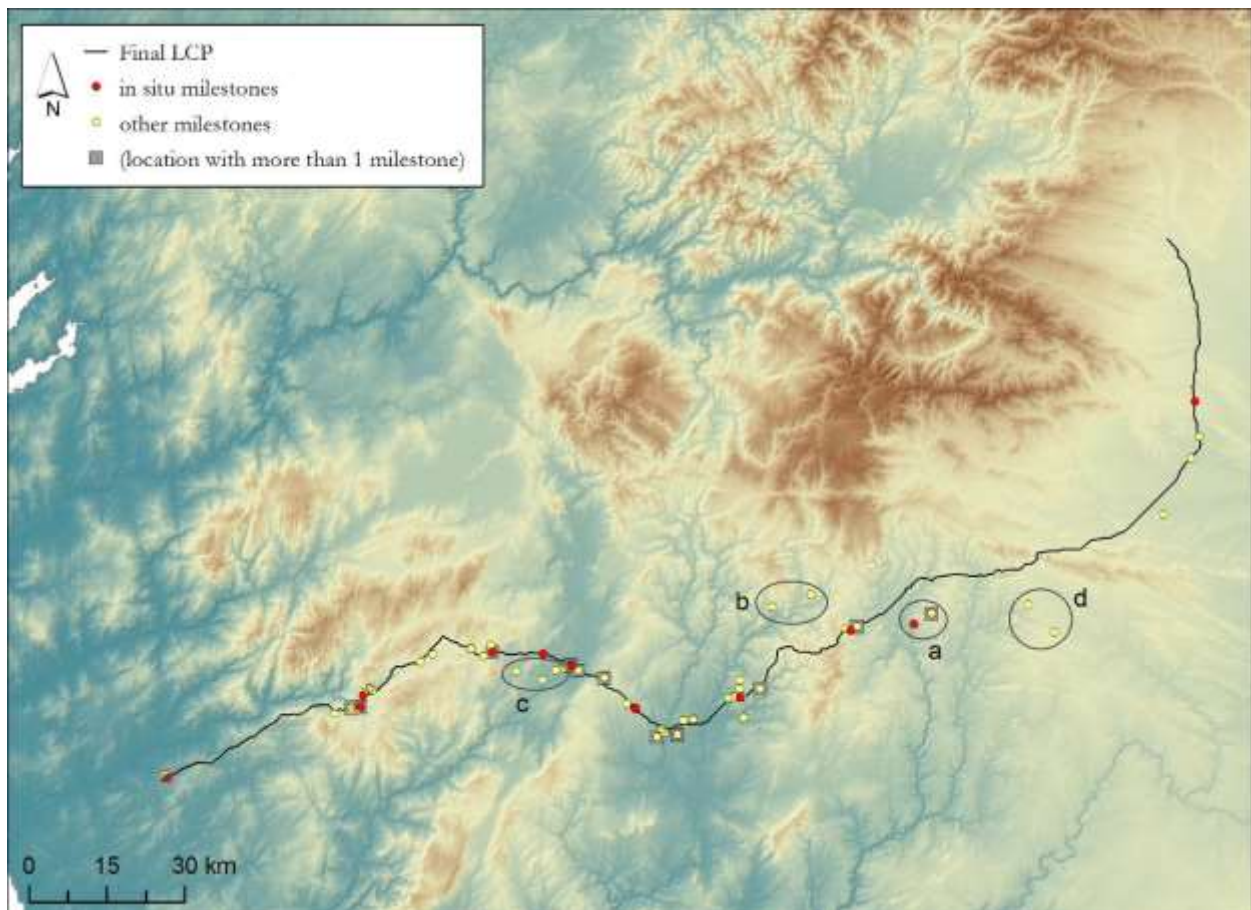 Final LCP
in situ milestones
N
other milestones
(location with more than 1 milestone)
b
d
a
c
0 15 30 km